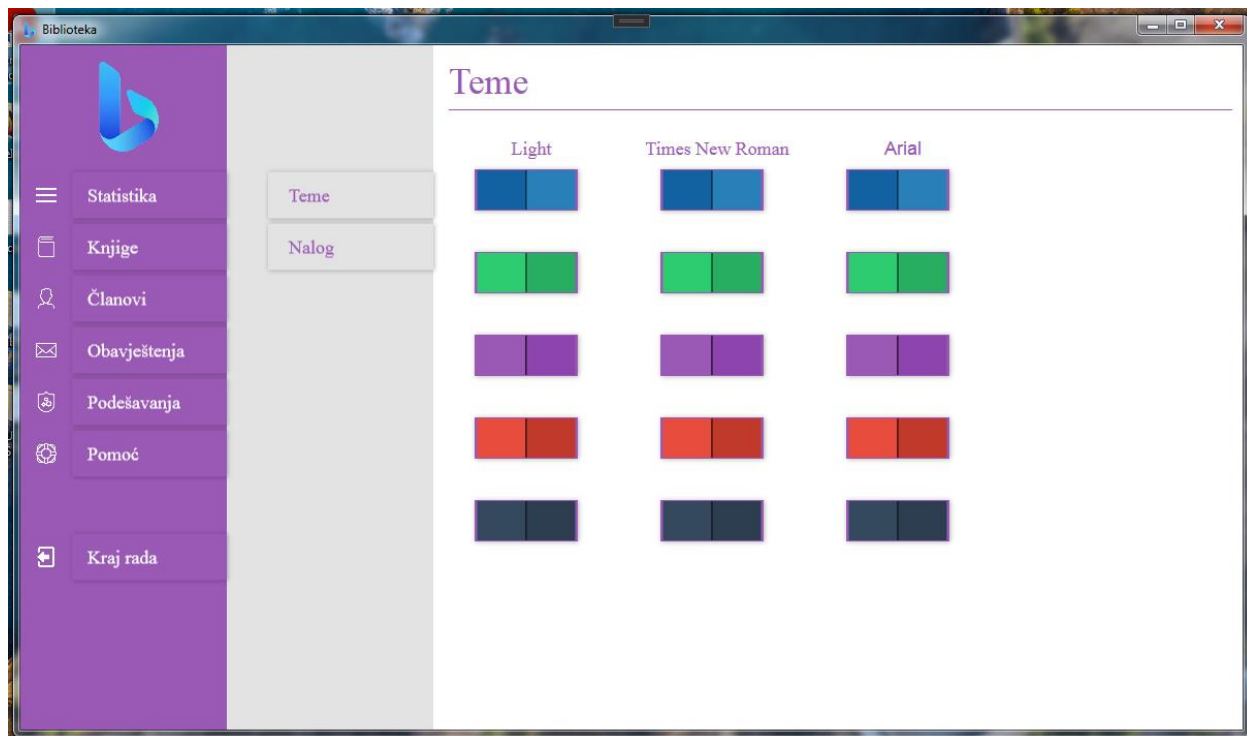 Biblioteka
Teme
Light Times New Roman Arial
Statistika
Knjige
Članovi
Obavještenja
Podešavanja
Pomoć
Kraj rada
Teme
Nalog